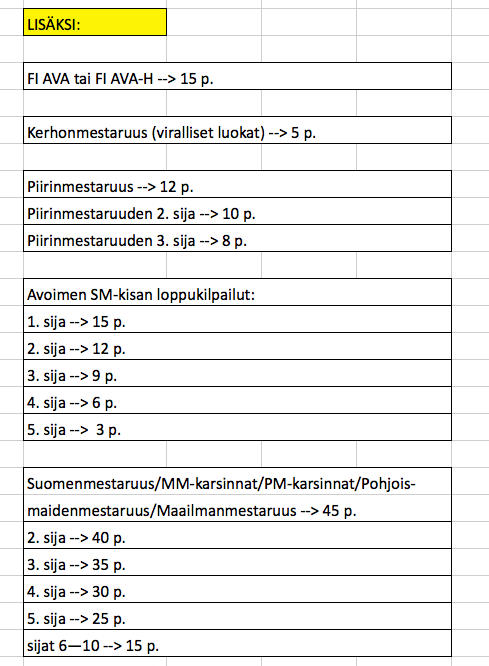 LISÄKSI:
FI AVA tai FI AVA-H --> 15 p.
Kerhonmestaruus (viralliset luokat) --> 5 p.
Piirinmestaruus --> 12 p.
Piirinmestaruuden 2. sija --> 10 p.
Piirinmestaruuden 3. sija --> 8 p.
Avoimen SM-kisan loppukilpailut:
1. sija --> 15 p.
2. sija --> 12 p.
3. sija --> 9 p.
4. sija --> 6 p.
5. sija -->  3 p.
Suomenmestaruus/MM-karsinnat/PM-karsinnat/Pohjois-
maidenmestaruus/Maailmanmestaruus --> 45 p.
2. sija --> 40 p.
3. sija --> 35 p.
4. sija --> 30 p.
5. sija --> 25 p.
sijat 6—10 --> 15 p.